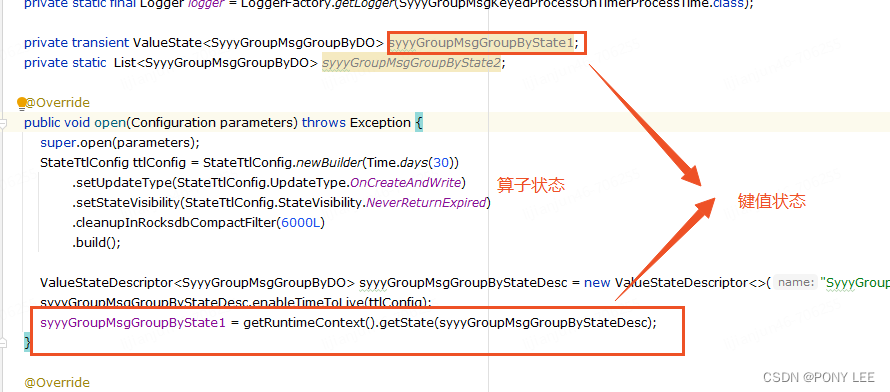 private static final Logger logger = LoggerFactory.getLogger(SyyyGroupMsgKeyedProcessOnTimerProcessTime.class);
private transient ValueState<SyyyGroupMsgGroupByDO> syyyGroupMsgGroupByState1;
private static List<SyyyGroupMsgGroupByDO> syyyGroupMsgGroupByState2;
@Override
public void open(Configuration parameters) throws Exception {
super.open(parameters);
StateTtlConfig ttlConfig = StateTtlConfig.newBuilder(Time.days(30))
.setUpdateType(StateTtlConfig.UpdateType.OnCreateAndWrite)
算子状态
键值状态
.setStateVisibility(StateTtlConfig.StateVisibility.NeverReturnExpired)
.cleanupInRocksdbCompactFilter(6000L)
.build();
ValueStateDescriptor<SyyyGroupMsgGroupByDO> syyyGroupMsgGroupByStateDesc = new ValueStateDescriptor<>( name: "SyyyGrou
syyyGroupMsgGroupByStateDesc.enableTimeToLive(ttlConfig);
syyyGroupMsgGroupByState1 = getRuntimeContext().getState(syyyGroupMsgGroupByStateDesc);
}
@Override
CSDN @PONY LEE